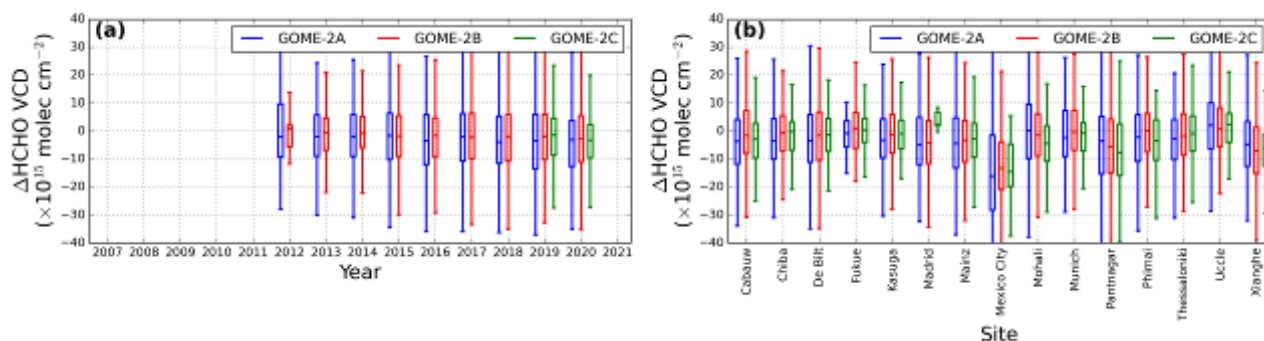 (a)
GOME-2A GOME-2B GOME-2C
ΔHCHO VCD
(×10¹⁵ molec cm⁻²)
40
30
20
10
0
−10
−20
−30
−40
2007 2008 2009 2010 2011 2012 2013 2014 2015 2016 2017 2018 2019 2020 2021
Year
(b)
GOME-2A GOME-2B GOME-2C
ΔHCHO VCD
(×10¹⁵ molec cm⁻²)
40
30
20
10
0
−10
−20
−30
−40
Cabauw
Chiba
De Bilt
Fukue
Kasuga
Madrid
Mainz
Mexico City
Mohali
Munich
Pantnagar
Phimai
Thessaloniki
Uccle
Xianghe
Site